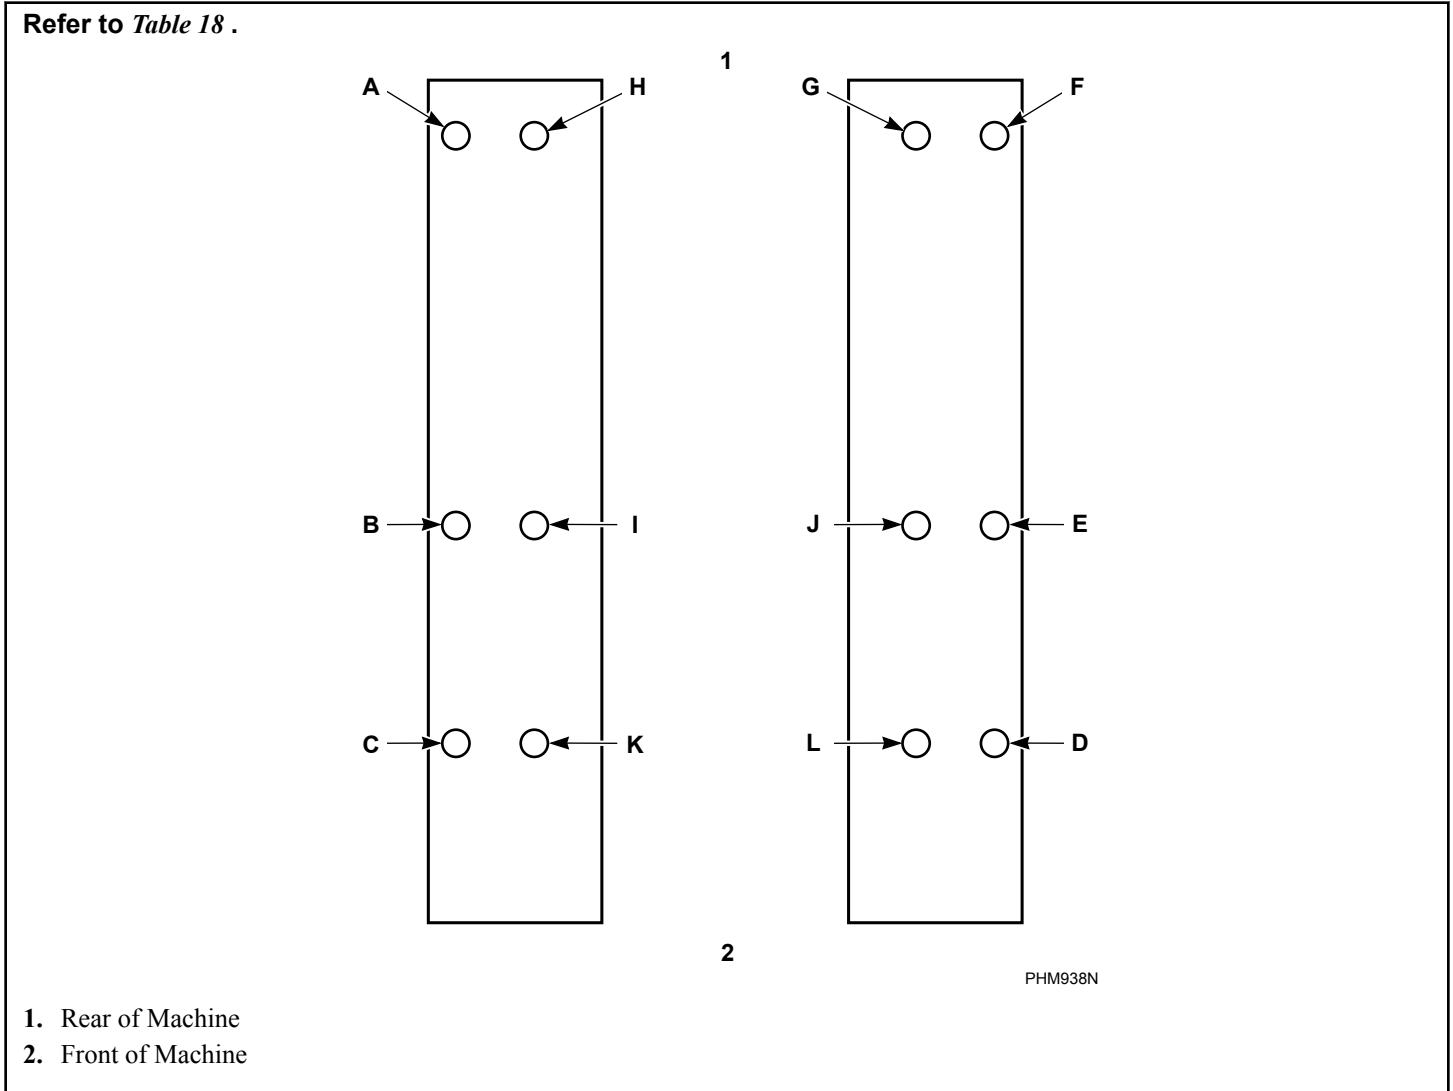 Refer to Table 18 .
1
A H G F
B I J E
C K L D
2
PHM938N
1. Rear of Machine
2. Front of Machine